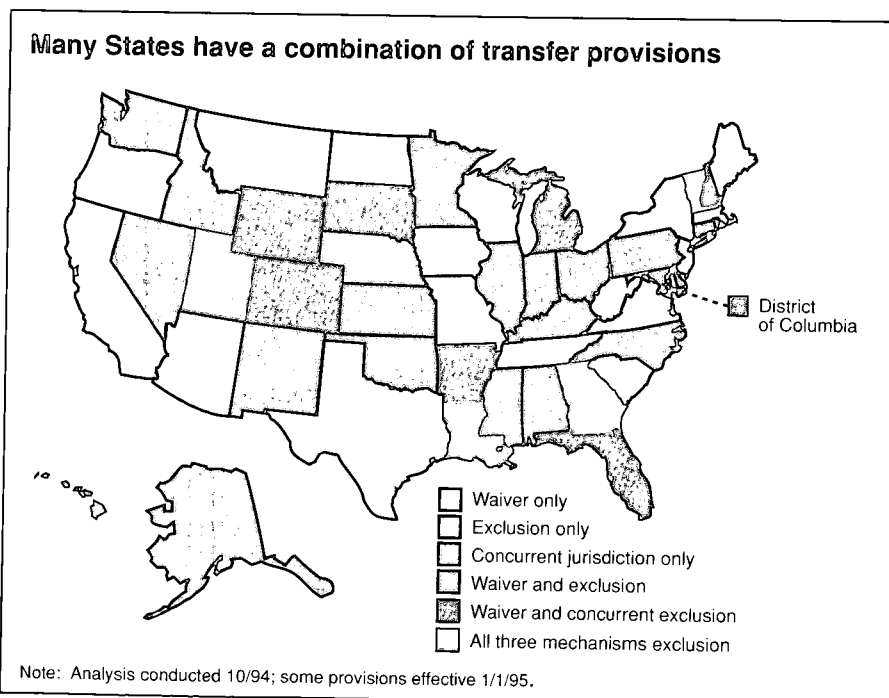 Many States have a combination of transfer provisions
District
of Columbia
Waiver only
Exclusion only
Concurrent jurisdiction only
Waiver and exclusion
Waiver and concurrent exclusion
All three mechanisms exclusion
Note: Analysis conducted 10/94; some provisions effective 1/1/95.